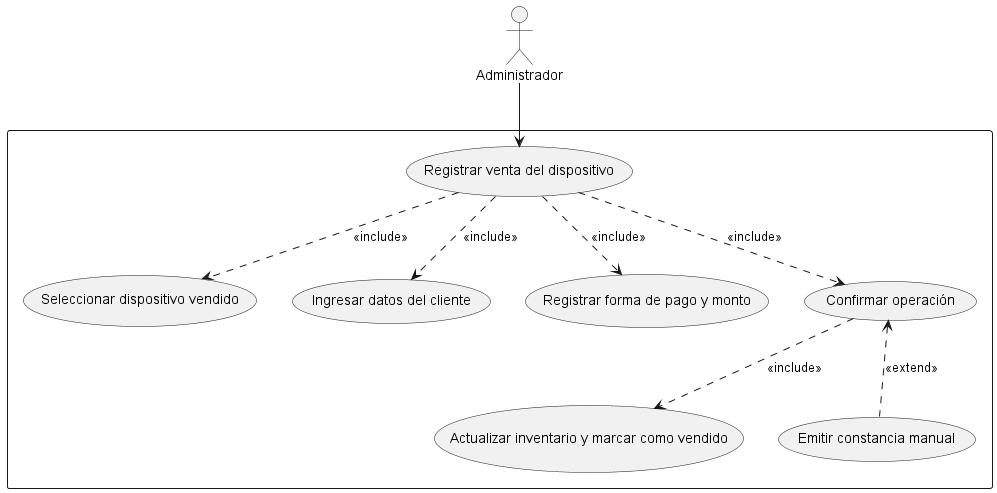 Administrador
Registrar venta del dispositivo
«include»
«include»
«include»
«include»
Seleccionar dispositivo vendido
Ingresar datos del cliente
Registrar forma de pago y monto
Confirmar operación
«include»
«extend»
Actualizar inventario y marcar como vendido
Emitir constancia manual